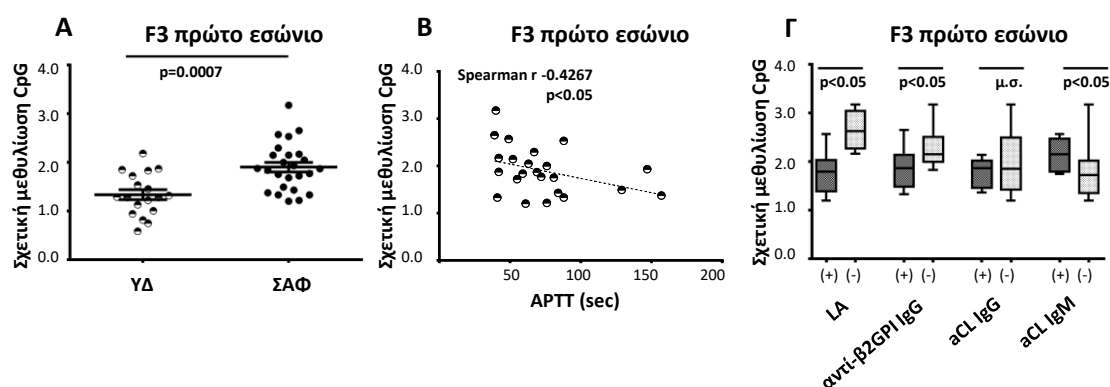 Α
F3 πρώτο εσώνιο
p=0.0007
Σχετική μεθυλίωση CpG
4.0
3.0
2.0
1.0
0.0
ΥΔ
ΣΑΦ
Β
F3 πρώτο εσώνιο
Spearman r -0.4267
p<0.05
Σχετική μεθυλίωση CpG
4.0
3.0
2.0
1.0
0.0
50
100
150
200
APTT (sec)
Γ
F3 πρώτο εσώνιο
p<0.05
p<0.05
μ.σ.
p<0.05
Σχετική μεθυλίωση CpG
4.0
3.0
2.0
1.0
0.0
(+) (-) (+) (-) (+) (-) (+) (-)
LA
αντί-β2GPI IgG
aCL IgG
aCL IgM